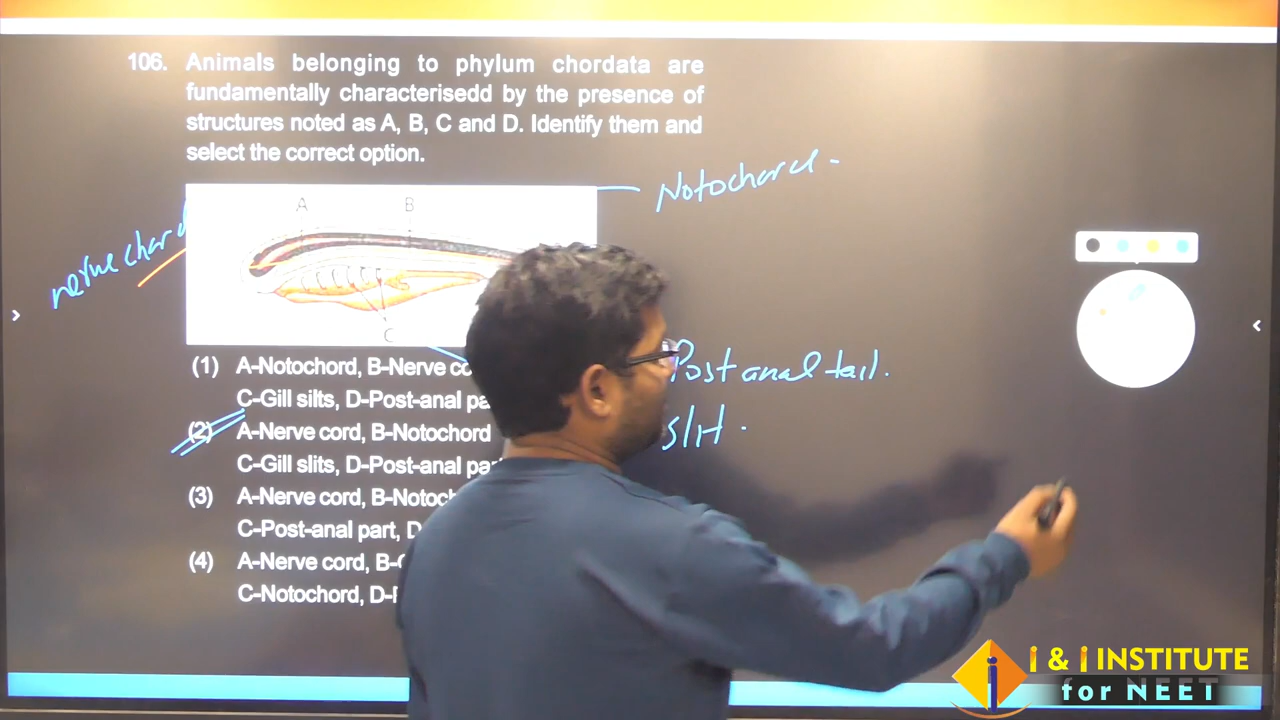 106. Animals belonging to phylum chordata are
fundamentally characterisedd by the presence of
structures noted as A, B, C and D. Identify them and
select the correct option.
Notochord -
nerve chord
A B
C
(1) A-Notochord, B-Nerve co
C-Gill silts, D-Post-anal pa
Post anal tail.
(2) A-Nerve cord, B-Notochord
C-Gill slits, D-Post-anal par
S/H.
(3) A-Nerve cord, B-Notoch
C-Post-anal part, D
(4) A-Nerve cord, B-
C-Notochord, D-
i & i INSTITUTE
for NEET